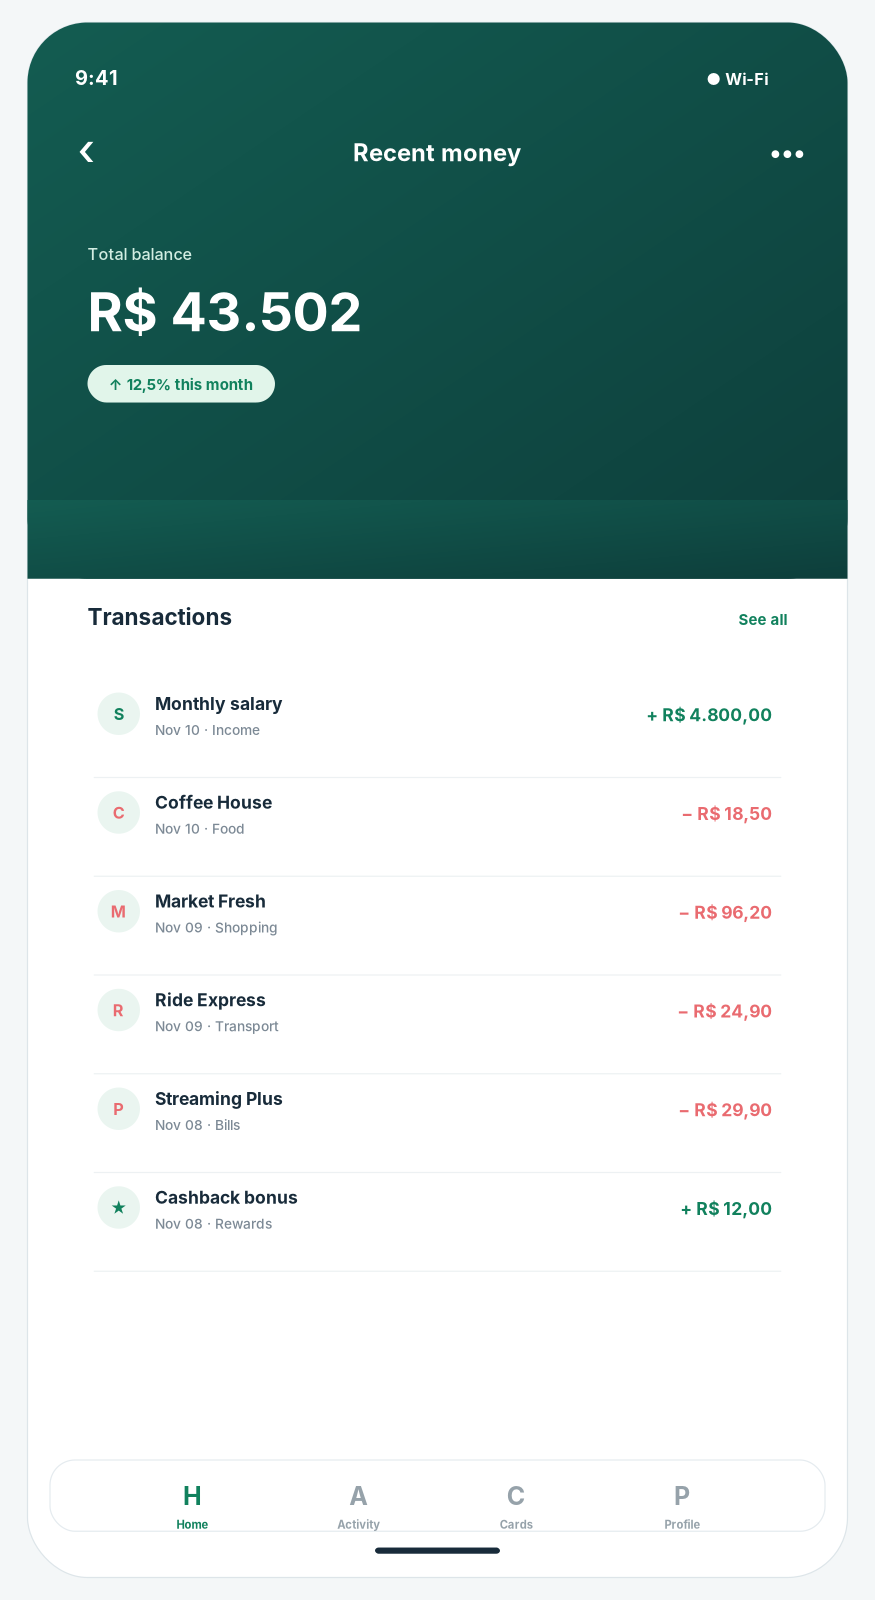 9:41
Wi-Fi
Recent money
Total balance
R$ 43.502
↑ 12,5% this month
Transactions
See all
S
Monthly salary
Nov 10 · Income
+ R$ 4.800,00
C
Coffee House
Nov 10 · Food
– R$ 18,50
M
Market Fresh
Nov 09 · Shopping
– R$ 96,20
R
Ride Express
Nov 09 · Transport
– R$ 24,90
P
Streaming Plus
Nov 08 · Bills
– R$ 29,90
★
Cashback bonus
Nov 08 · Rewards
+ R$ 12,00
H
Home
A
Activity
C
Cards
P
Profile